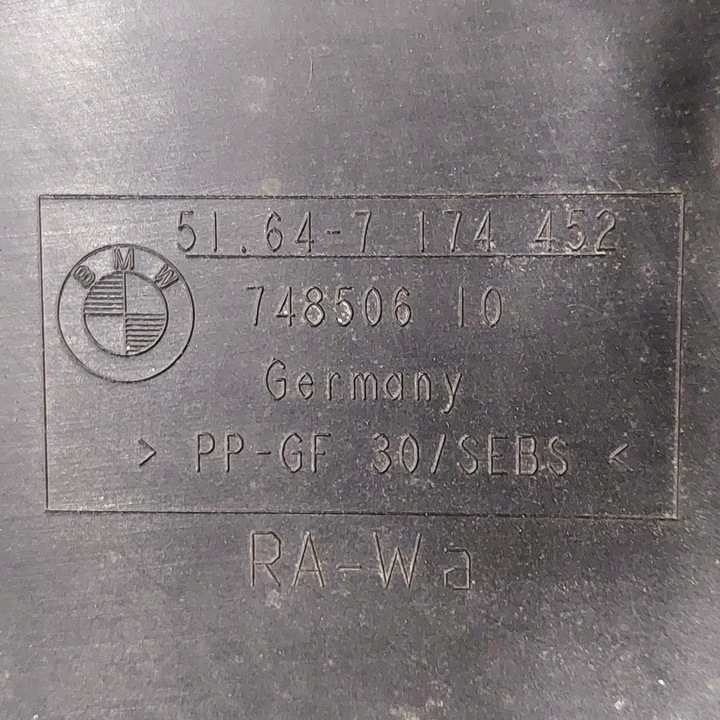 51.64-7 174 452
BMW
748506 10
Germany
> PP-GF 30/SEBS <
RA-Wa